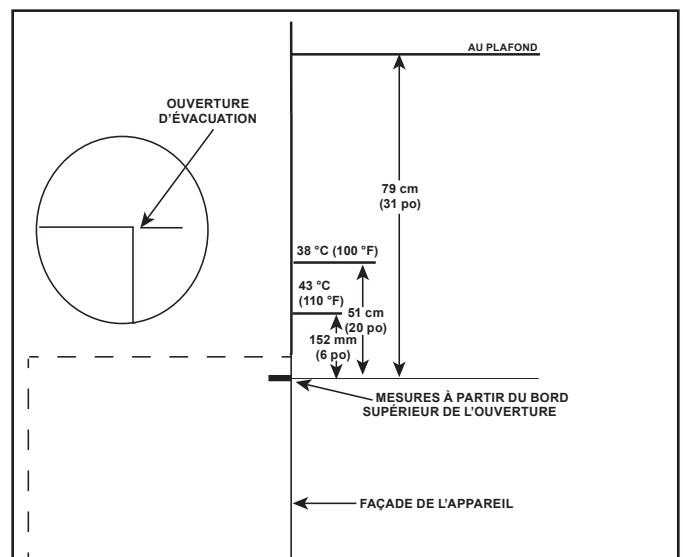 AU PLAFOND
OUVERTURE
D’ÉVACUATION
79 cm
(31 po)
38 °C (100 °F)
43 °C
(110 °F)
51 cm
(20 po)
152 mm
(6 po)
MESURES À PARTIR DU BORD
SUPÉRIEUR DE L’OUVERTURE
FAÇADE DE L’APPAREIL